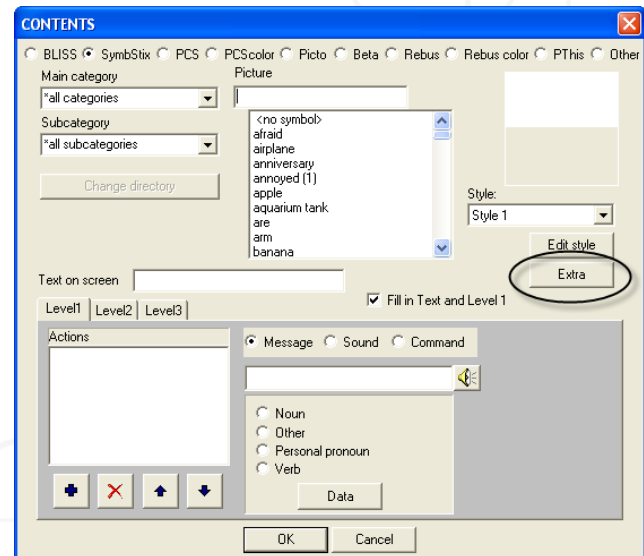 CONTENTS
BLISS SymbStix PCS PCScolor Picto Beta Rebus Rebus color PThis Other
Main category
Picture
*all categories
Subcategory
*all subcategories
Change directory
<no symbol>
afraid
airplane
anniversary
annoyed (1)
apple
aquarium tank
are
arm
banana
Style:
Style 1
Edit style
Extra
Text on screen
Fill in Text and Level 1
Level1 Level2 Level3
Actions
Message Sound Command
Noun
Other
Personal pronoun
Verb
Data
OK Cancel